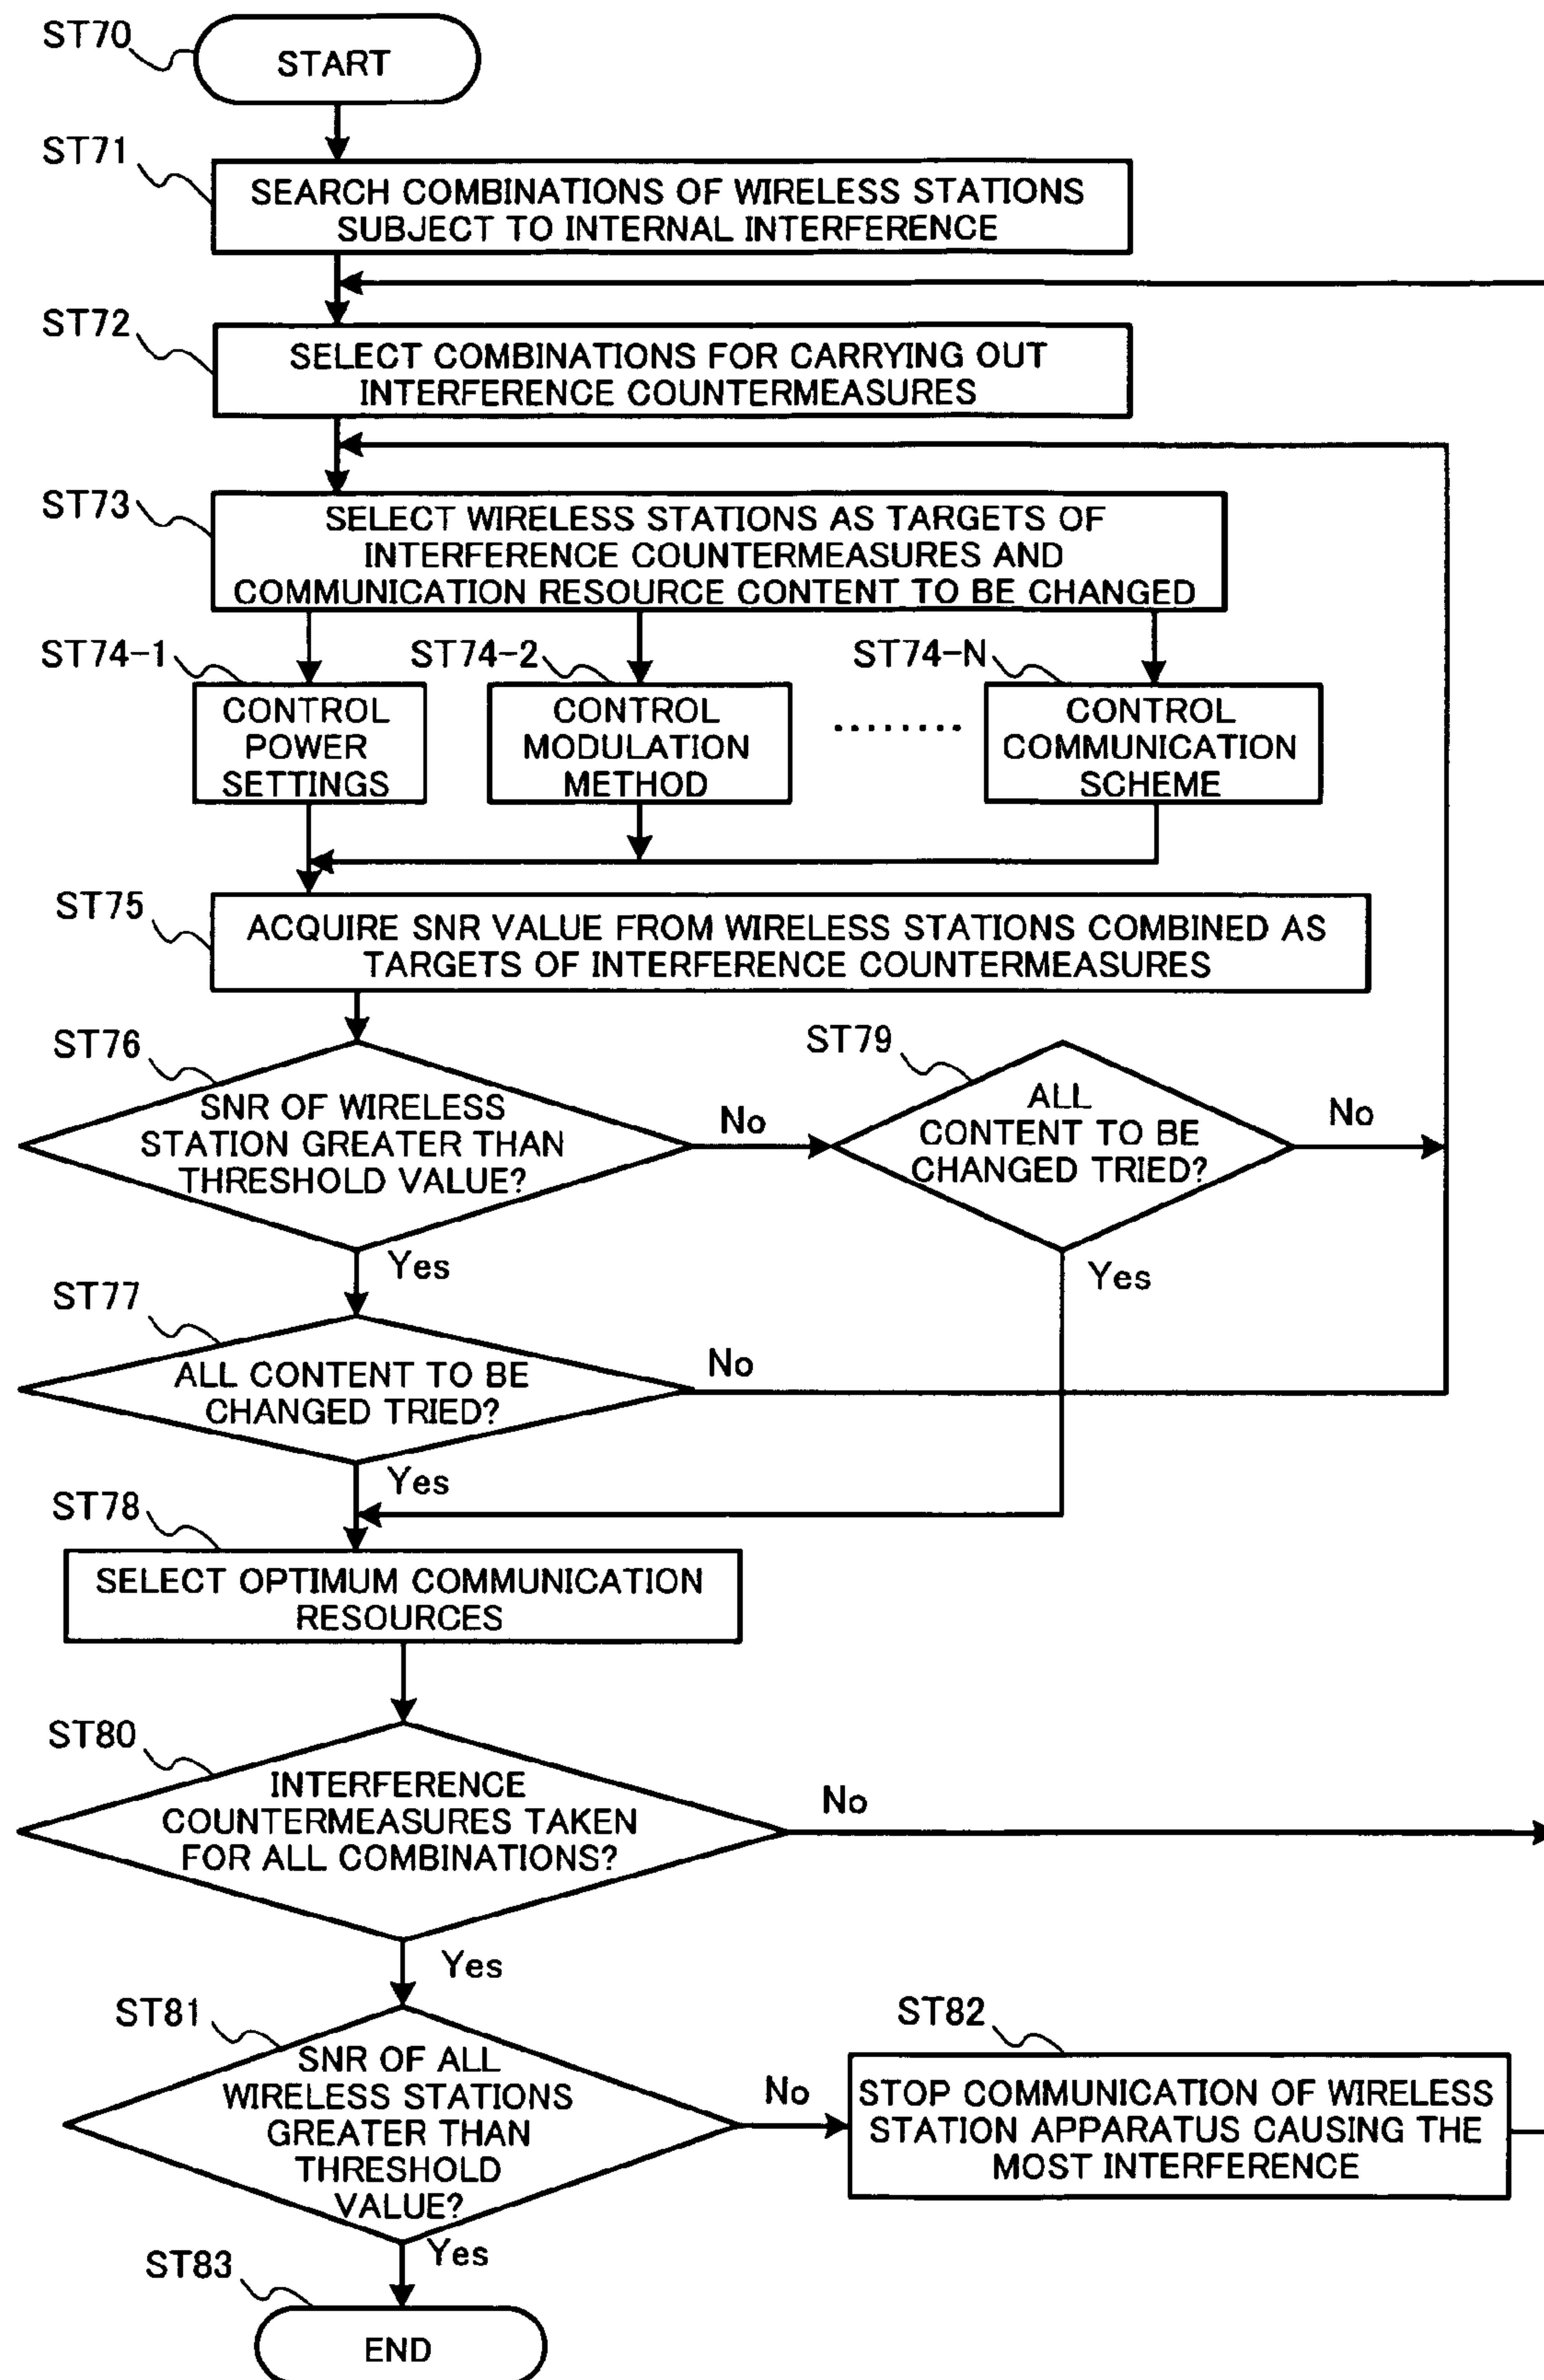 ST70
START
ST71
SEARCH COMBINATIONS OF WIRELESS STATIONS
SUBJECT TO INTERNAL INTERFERENCE
ST72
SELECT COMBINATIONS FOR CARRYING OUT
INTERFERENCE COUNTERMEASURES
ST73
SELECT WIRELESS STATIONS AS TARGETS OF
INTERFERENCE COUNTERMEASURES AND
COMMUNICATION RESOURCE CONTENT TO BE CHANGED
ST74-1
CONTROL
POWER
SETTINGS
ST74-2
CONTROL
MODULATION
METHOD
........
ST74-N
CONTROL
COMMUNICATION
SCHEME
ST75
ACQUIRE SNR VALUE FROM WIRELESS STATIONS COMBINED AS
TARGETS OF INTERFERENCE COUNTERMEASURES
ST76
SNR OF WIRELESS
STATION GREATER THAN
THRESHOLD VALUE?
No
Yes
ST79
ALL
CONTENT TO BE
CHANGED TRIED?
No
Yes
ST77
ALL CONTENT TO BE
CHANGED TRIED?
No
Yes
ST78
SELECT OPTIMUM COMMUNICATION
RESOURCES
ST80
INTERFERENCE
COUNTERMEASURES TAKEN
FOR ALL COMBINATIONS?
No
Yes
ST81
SNR OF ALL
WIRELESS STATIONS
GREATER THAN
THRESHOLD
VALUE?
No
Yes
ST82
STOP COMMUNICATION OF WIRELESS
STATION APPARATUS CAUSING THE
MOST INTERFERENCE
ST83
END